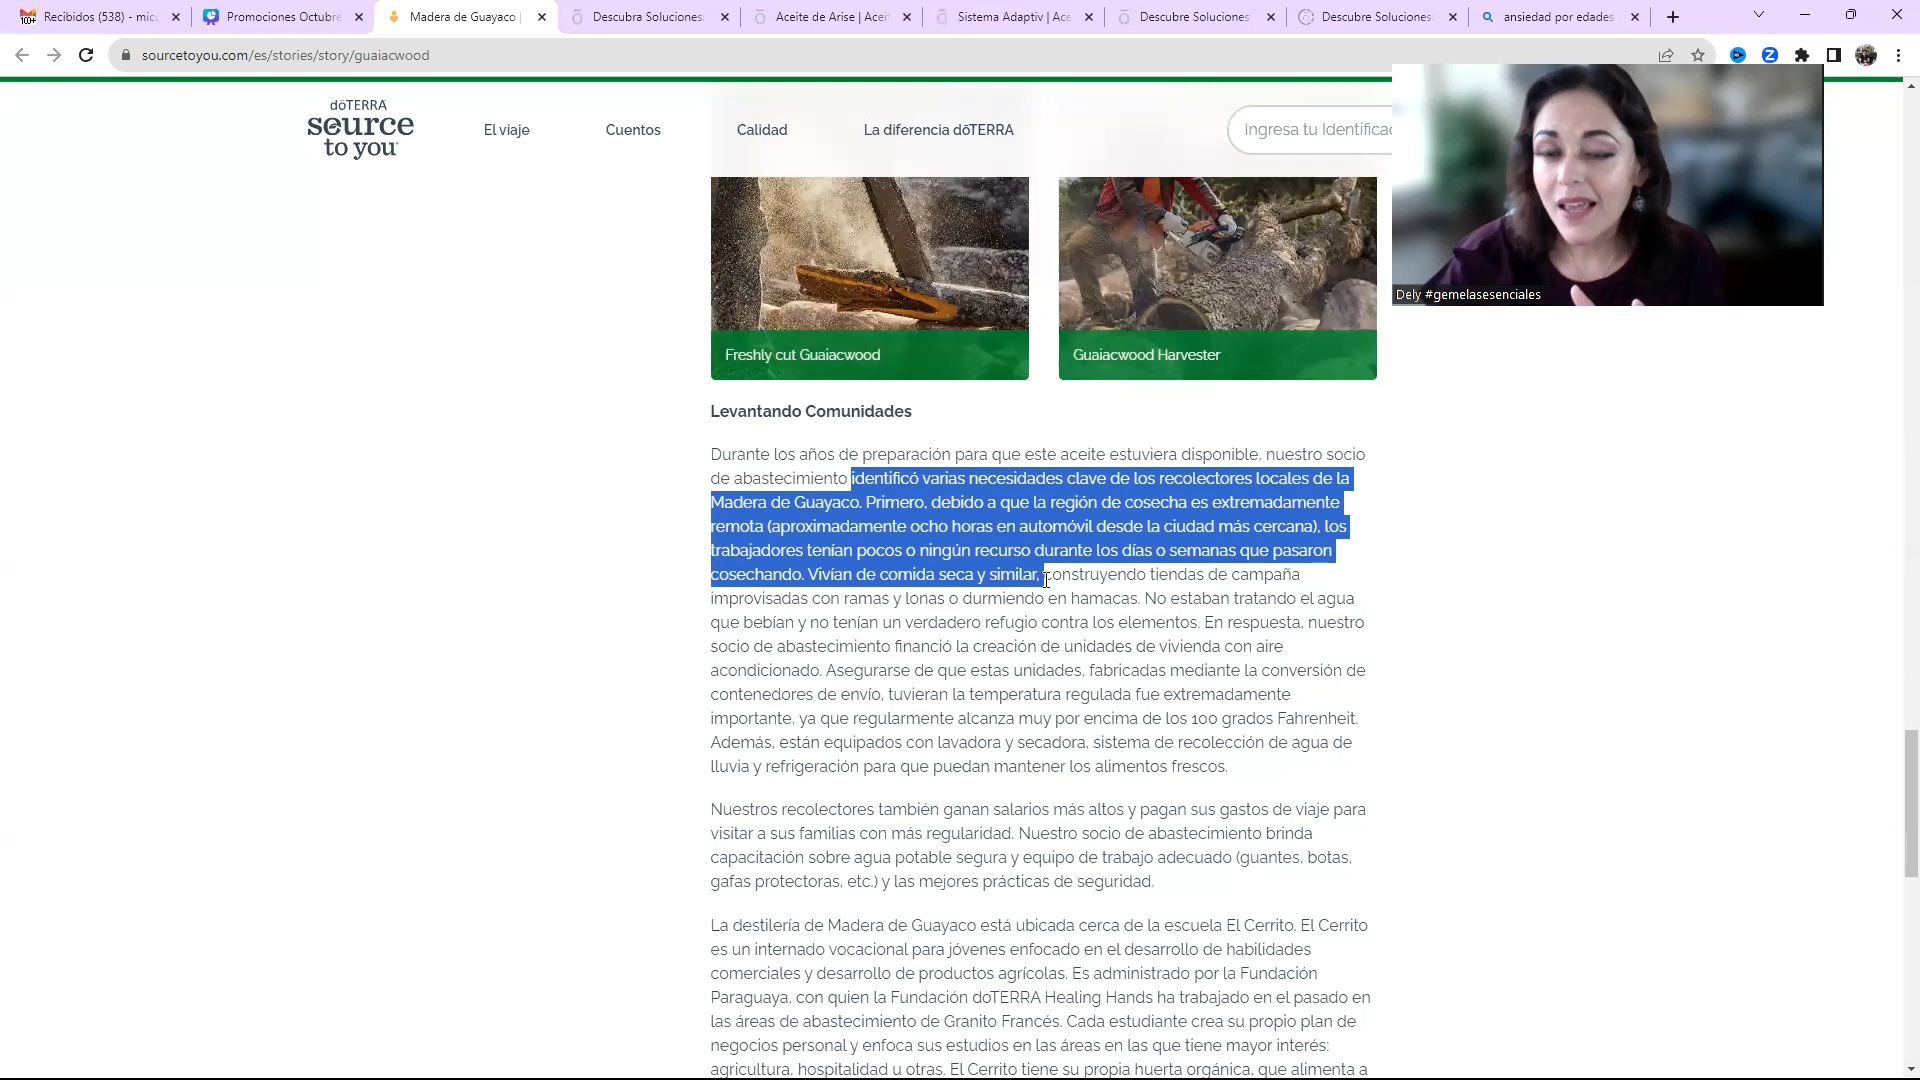 Recibidos (538) - mic
Promociones Octubre
Madera de Guayaco |
Descubra Soluciones
Aceite de Arise | Acei
Sistema Adaptiv | Ace
Descubre Soluciones
Descubre Soluciones
ansiedad por edades
sourcetoyou.com/es/stories/story/guaiacwood
dōTERRA
source
to you
El viaje
Cuentos
Calidad
La diferencia dōTERRA
Ingresa tu Identificac
Dely #gemelasesenciales
Freshly cut Guaiacwood
Guaiacwood Harvester
Levantando Comunidades
Durante los años de preparación para que este aceite estuviera disponible, nuestro socio
de abastecimiento identificó varias necesidades clave de los recolectores locales de la
Madera de Guayaco. Primero, debido a que la región de cosecha es extremadamente
remota (aproximadamente ocho horas en automóvil desde la ciudad más cercana), los
trabajadores tenían pocos o ningún recurso durante los días o semanas que pasaron
cosechando. Vivían de comida seca y similar, construyendo tiendas de campaña
improvisadas con ramas y lonas o durmiendo en hamacas. No estaban tratando el agua
que bebían y no tenían un verdadero refugio contra los elementos. En respuesta, nuestro
socio de abastecimiento financió la creación de unidades de vivienda con aire
acondicionado. Asegurarse de que estas unidades, fabricadas mediante la conversión de
contenedores de envío, tuvieran la temperatura regulada fue extremadamente
importante, ya que regularmente alcanza muy por encima de los 100 grados Fahrenheit.
Además, están equipados con lavadora y secadora, sistema de recolección de agua de
lluvia y refrigeración para que puedan mantener los alimentos frescos.
Nuestros recolectores también ganan salarios más altos y pagan sus gastos de viaje para
visitar a sus familias con más regularidad. Nuestro socio de abastecimiento brinda
capacitación sobre agua potable segura y equipo de trabajo adecuado (guantes, botas,
gafas protectoras, etc.) y las mejores prácticas de seguridad.
La destilería de Madera de Guayaco está ubicada cerca de la escuela El Cerrito. El Cerrito
es un internado vocacional para jóvenes enfocado en el desarrollo de habilidades
comerciales y desarrollo de productos agrícolas. Es administrado por la Fundación
Paraguaya, con quien la Fundación doTERRA Healing Hands ha trabajado en el pasado en
las áreas de abastecimiento de Granito Francés. Cada estudiante crea su propio plan de
negocios personal y enfoca sus estudios en las áreas en las que tiene mayor interés:
agricultura, hospitalidad u otras. El Cerrito tiene su propia huerta orgánica, que alimenta a